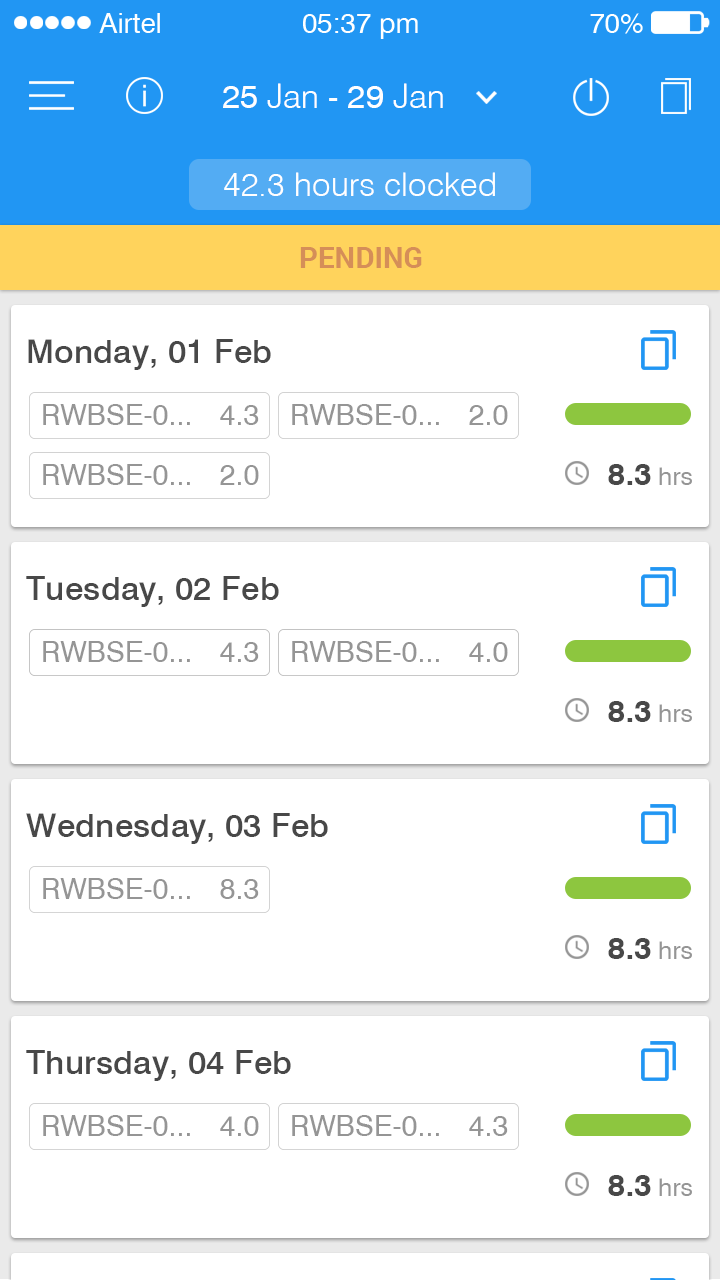 Airtel 05:37 pm 70%
25 Jan - 29 Jan
42.3 hours clocked
PENDING
Monday, 01 Feb
RWBSE-0... 4.3 RWBSE-0... 2.0
RWBSE-0... 2.0 8.3 hrs
Tuesday, 02 Feb
RWBSE-0... 4.3 RWBSE-0... 4.0
8.3 hrs
Wednesday, 03 Feb
RWBSE-0... 8.3
8.3 hrs
Thursday, 04 Feb
RWBSE-0... 4.0 RWBSE-0... 4.3
8.3 hrs